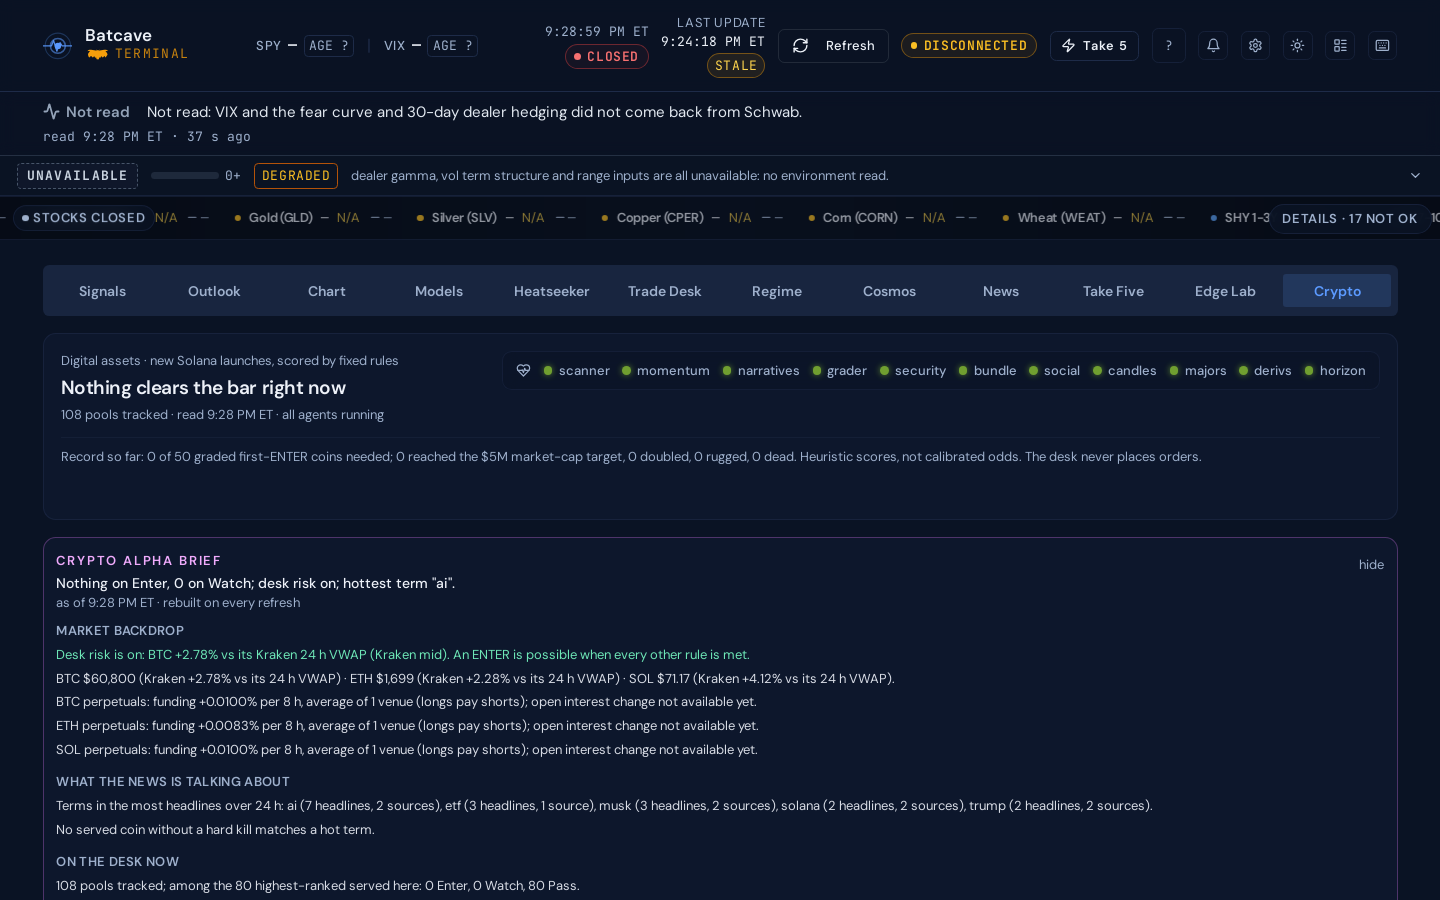 Batcave
TERMINAL
SPY — AGE ? | VIX — AGE ?
9:28:59 PM ET
CLOSED
LAST UPDATE
9:24:18 PM ET
STALE
Refresh
DISCONNECTED
Take 5
?
Not read Not read: VIX and the fear curve and 30-day dealer hedging did not come back from Schwab.
read 9:28 PM ET · 37 s ago
UNAVAILABLE 0+ DEGRADED dealer gamma, vol term structure and range inputs are all unavailable: no environment read.
STOCKS CLOSED N/A —— Gold (GLD) — N/A —— Silver (SLV) — N/A —— Copper (CPER) — N/A —— Corn (CORN) — N/A —— Wheat (WEAT) — N/A —— SHY 1-3 DETAILS · 17 NOT OK
Signals Outlook Chart Models Heatseeker Trade Desk Regime Cosmos News Take Five Edge Lab Crypto
Digital assets · new Solana launches, scored by fixed rules
Nothing clears the bar right now
108 pools tracked · read 9:28 PM ET · all agents running
scanner momentum narratives grader security bundle social candles majors derivs horizon
Record so far: 0 of 50 graded first-ENTER coins needed; 0 reached the $5M market-cap target, 0 doubled, 0 rugged, 0 dead. Heuristic scores, not calibrated odds. The desk never places orders.
CRYPTO ALPHA BRIEF
hide
Nothing on Enter, 0 on Watch; desk risk on; hottest term "ai".
as of 9:28 PM ET · rebuilt on every refresh
MARKET BACKDROP
Desk risk is on: BTC +2.78% vs its Kraken 24 h VWAP (Kraken mid). An ENTER is possible when every other rule is met.
BTC $60,800 (Kraken +2.78% vs its 24 h VWAP) · ETH $1,699 (Kraken +2.28% vs its 24 h VWAP) · SOL $71.17 (Kraken +4.12% vs its 24 h VWAP).
BTC perpetuals: funding +0.0100% per 8 h, average of 1 venue (longs pay shorts); open interest change not available yet.
ETH perpetuals: funding +0.0083% per 8 h, average of 1 venue (longs pay shorts); open interest change not available yet.
SOL perpetuals: funding +0.0100% per 8 h, average of 1 venue (longs pay shorts); open interest change not available yet.
WHAT THE NEWS IS TALKING ABOUT
Terms in the most headlines over 24 h: ai (7 headlines, 2 sources), etf (3 headlines, 1 source), musk (3 headlines, 2 sources), solana (2 headlines, 2 sources), trump (2 headlines, 2 sources).
No served coin without a hard kill matches a hot term.
ON THE DESK NOW
108 pools tracked; among the 80 highest-ranked served here: 0 Enter, 0 Watch, 80 Pass.